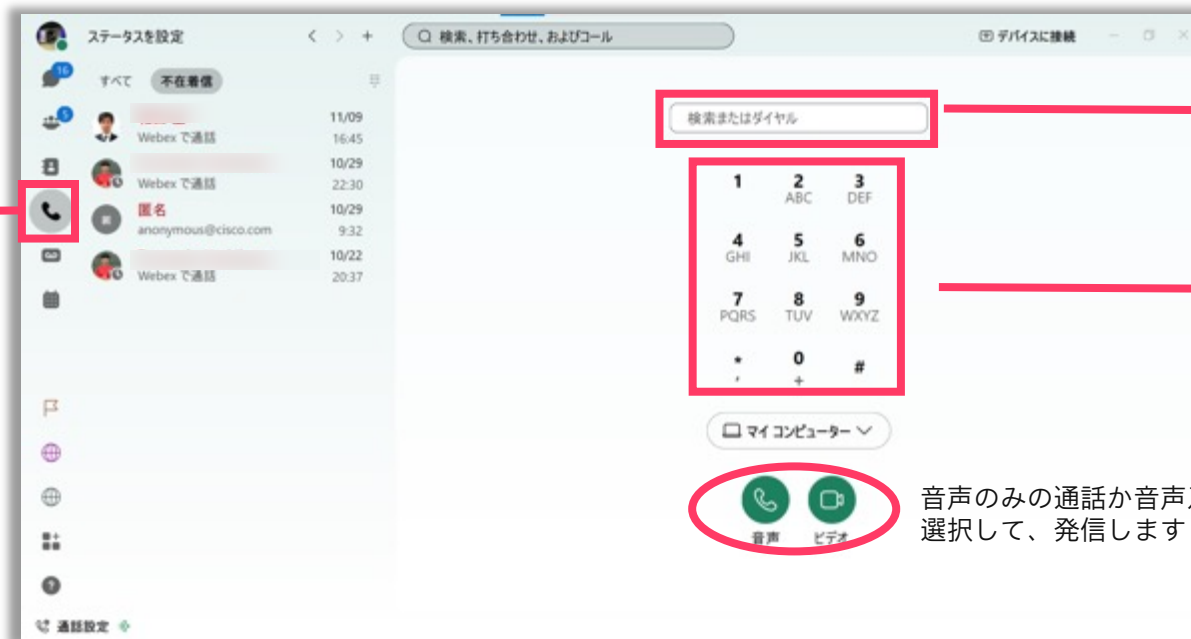 ステータスを設定
検索、打ち合わせ、およびコール
デバイスに接続
16
すべて 不在着信
5
11/09
Webex で通話 16:45
10/29
Webex で通話 22:30
匿名 10/29
anonymous@cisco.com 9:32
10/22
Webex で通話 20:37
検索またはダイヤル
1 2 3
ABC DEF
4 5 6
GHI JKL MNO
7 8 9
PQRS TUV WXYZ
* 0 #
, +
マイ コンピューター
音声 ビデオ
音声のみの通話か音声
選択して、発信します
通話設定